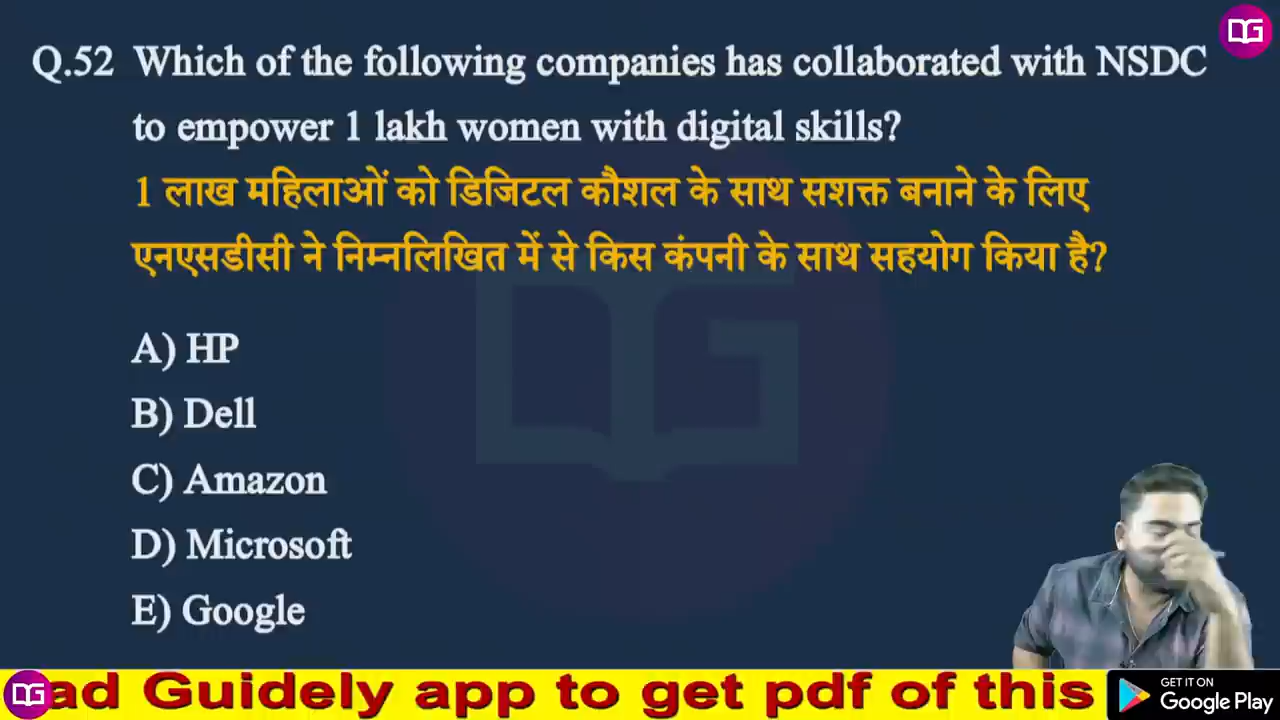 DG
Q.52 Which of the following companies has collaborated with NSDC
to empower 1 lakh women with digital skills?
1 लाख महिलाओं को डिजिटल कौशल के साथ सशक्त बनाने के लिए
एनएसडीसी ने निम्नलिखित में से किस कंपनी के साथ सहयोग किया है?
DG
A) HP
B) Dell
C) Amazon
D) Microsoft
E) Google
DG ad Guidely app to get pdf of this
GET IT ON
Google Play